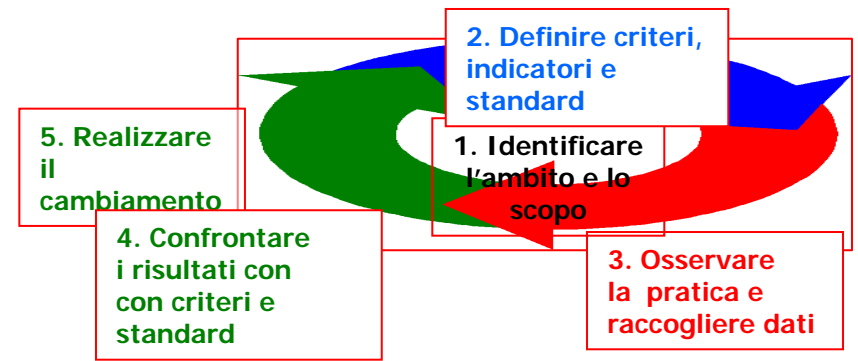 1. Identificare
l'ambito e lo
scopo
2. Definire criteri,
indicatori e
standard
3. Osservare
la pratica e
raccogliere dati
4. Confrontare
i risultati con
con criteri e
standard
5. Realizzare
il
cambiamento